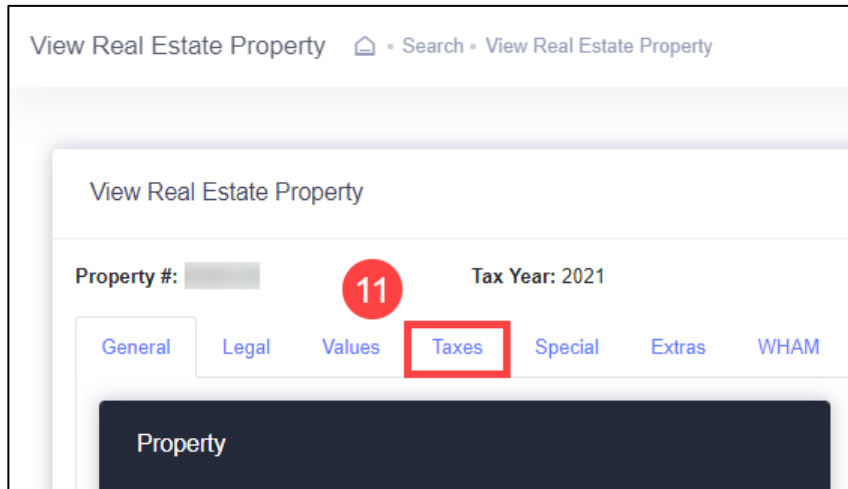 View Real Estate Property • Search • View Real Estate Property
View Real Estate Property
Property #: Tax Year: 2021
11
General Legal Values Taxes Special Extras WHAM
Property